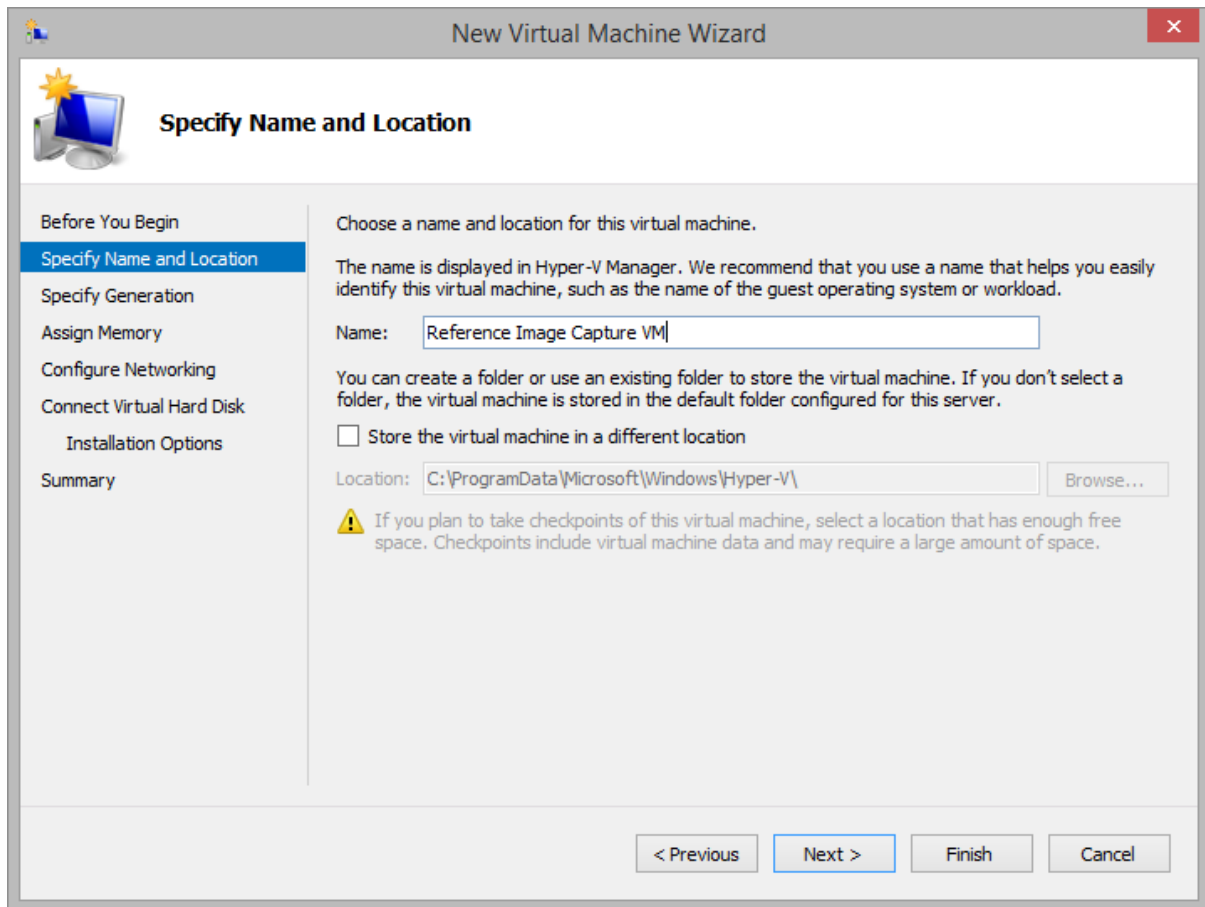 New Virtual Machine Wizard
Specify Name and Location
Before You Begin
Specify Name and Location
Specify Generation
Assign Memory
Configure Networking
Connect Virtual Hard Disk
Installation Options
Summary
Choose a name and location for this virtual machine.
The name is displayed in Hyper-V Manager. We recommend that you use a name that helps you easily
identify this virtual machine, such as the name of the guest operating system or workload.
Name: Reference Image Capture VM
You can create a folder or use an existing folder to store the virtual machine. If you don't select a
folder, the virtual machine is stored in the default folder configured for this server.
Store the virtual machine in a different location
Location: C:\ProgramData\Microsoft\Windows\Hyper-V\ Browse...
If you plan to take checkpoints of this virtual machine, select a location that has enough free
space. Checkpoints include virtual machine data and may require a large amount of space.
< Previous Next > Finish Cancel